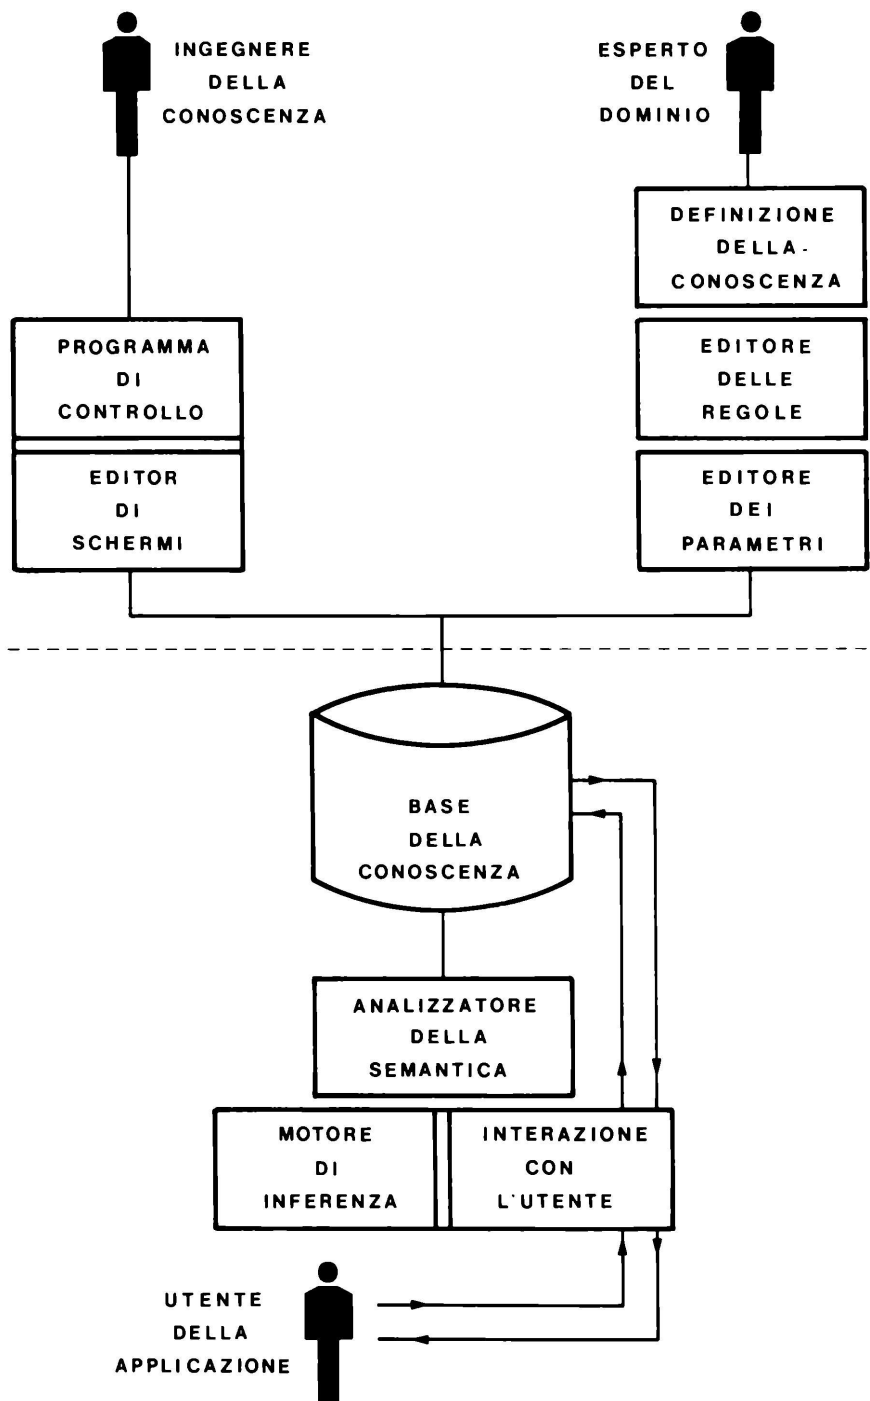 INGEGNERE
DELLA
CONOSCENZA
ESPERTO
DEL
DOMINIO
DEFINIZIONE
DELLA-
CONOSCENZA
PROGRAMMA
DI
CONTROLLO
EDITORE
DELLE
REGOLE
EDITOR
DI
SCHERMI
EDITORE
DEI
PARAMETRI
BASE
DELLA
CONOSCENZA
ANALIZZATORE
DELLA
SEMANTICA
MOTORE
DI
INFERENZA
INTERAZIONE
CON
L'UTENTE
UTENTE
DELLA
APPLICAZIONE